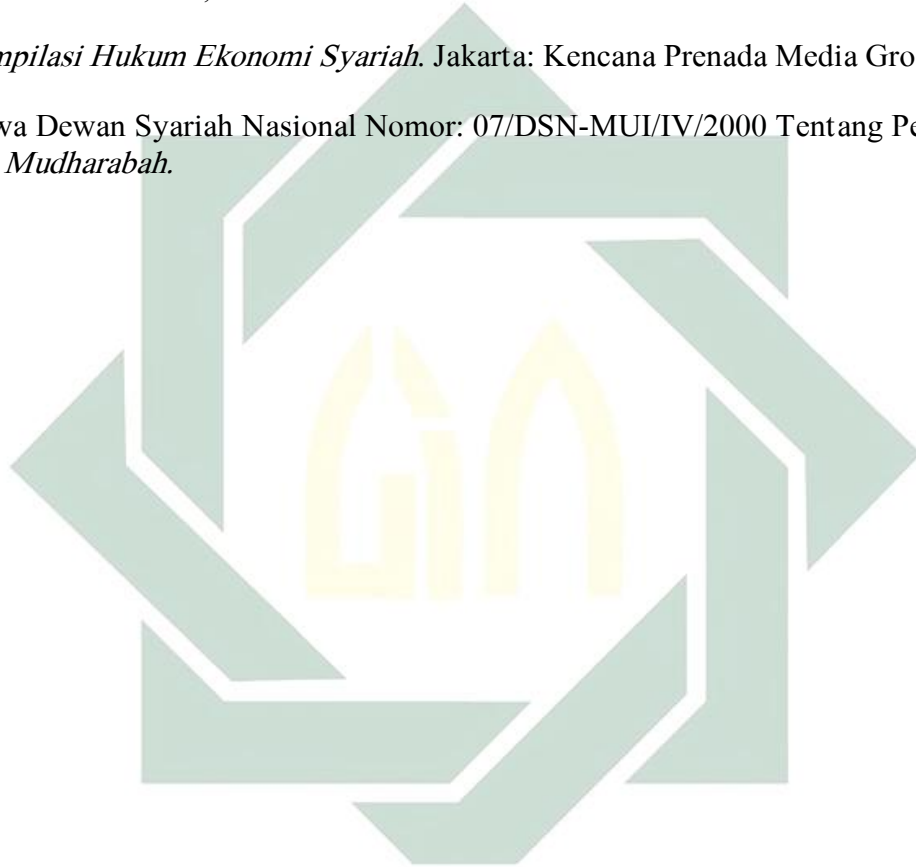 mpilasi Hukum Ekonomi Syariah. Jakarta: Kencana Prenada Media Gro
wa Dewan Syariah Nasional Nomor: 07/DSN-MUI/IV/2000 Tentang Pe
Mudharabah.